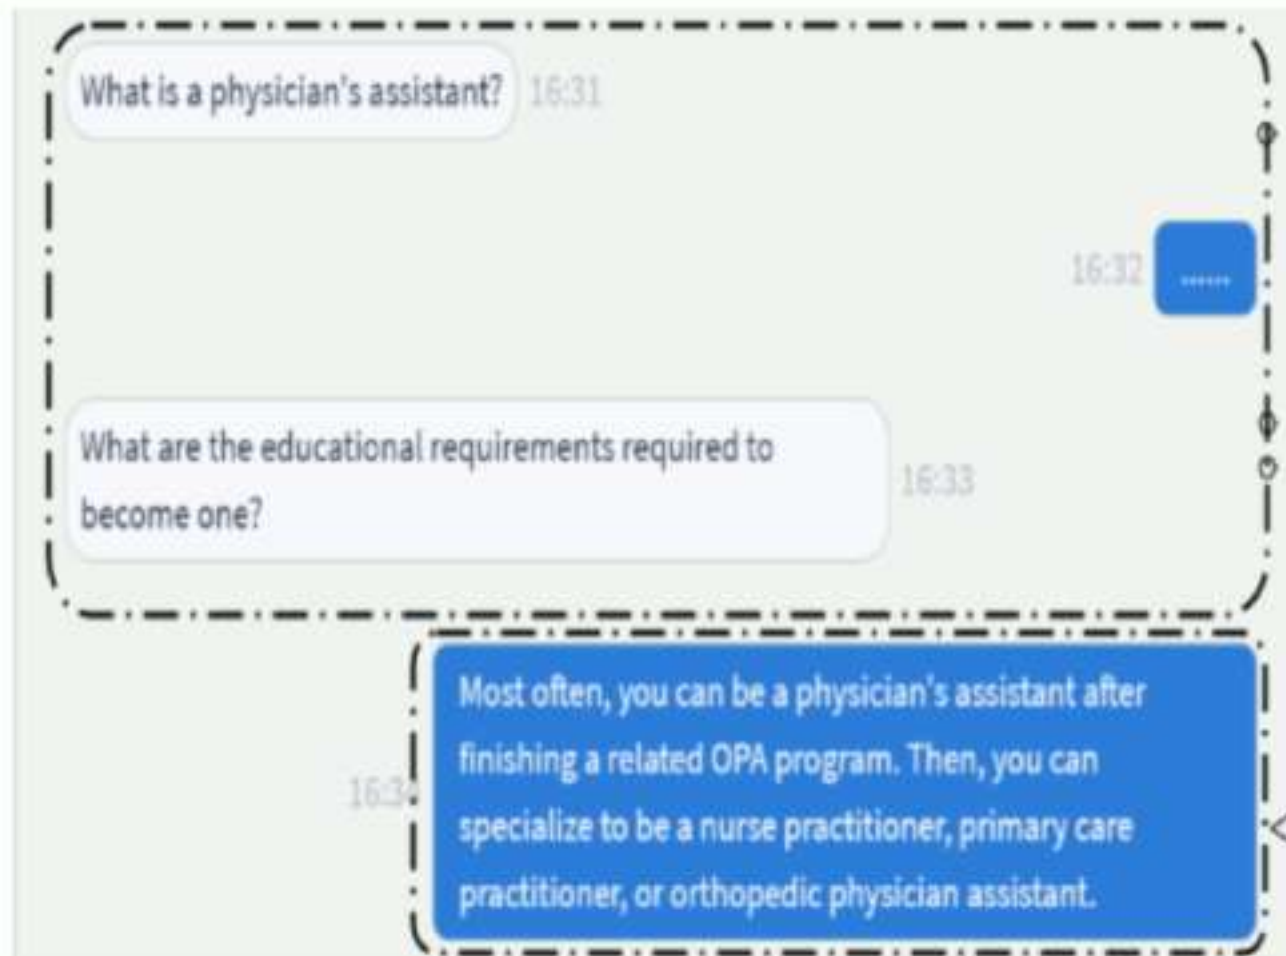 What is a physician's assistant? 16:31
16:32 ......
What are the educational requirements required to
become one?
16:33
Most often, you can be a physician's assistant after
finishing a related OPA program. Then, you can
specialize to be a nurse practitioner, primary care
practitioner, or orthopedic physician assistant.